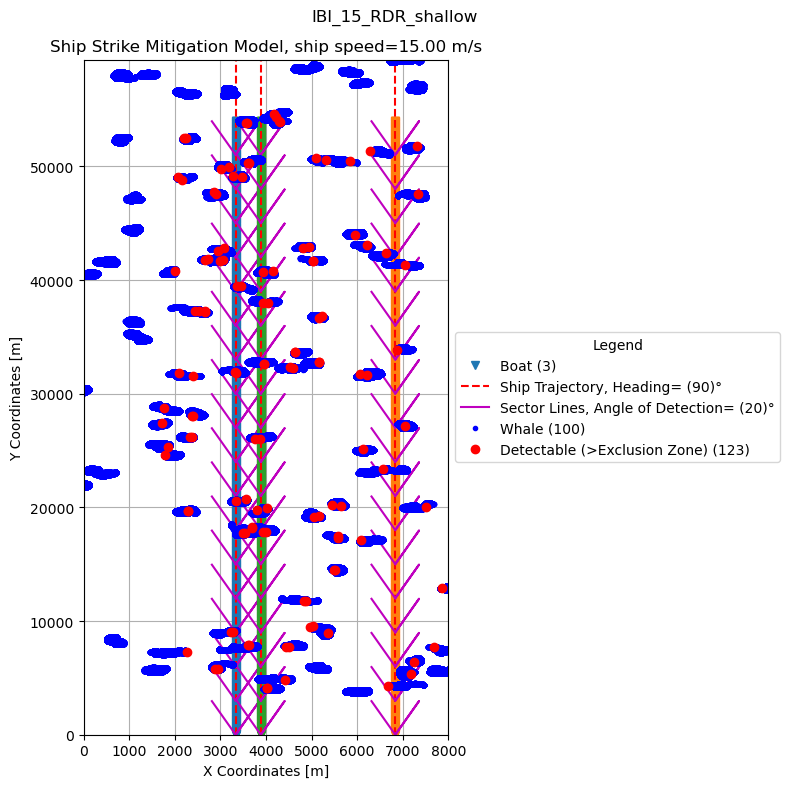 IBI_15_RDR_shallow
Ship Strike Mitigation Model, ship speed=15.00 m/s
50000
40000
30000
20000
10000
0
Y Coordinates [m]
0 1000 2000 3000 4000 5000 6000 7000 8000
X Coordinates [m]
Legend
Boat (3)
Ship Trajectory, Heading= (90)°
Sector Lines, Angle of Detection= (20)°
Whale (100)
Detectable (>Exclusion Zone) (123)